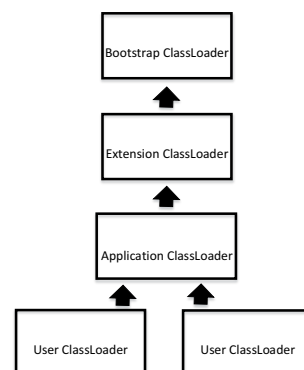 Bootstrap ClassLoader
Extension ClassLoader
Application ClassLoader
User ClassLoader
User ClassLoader